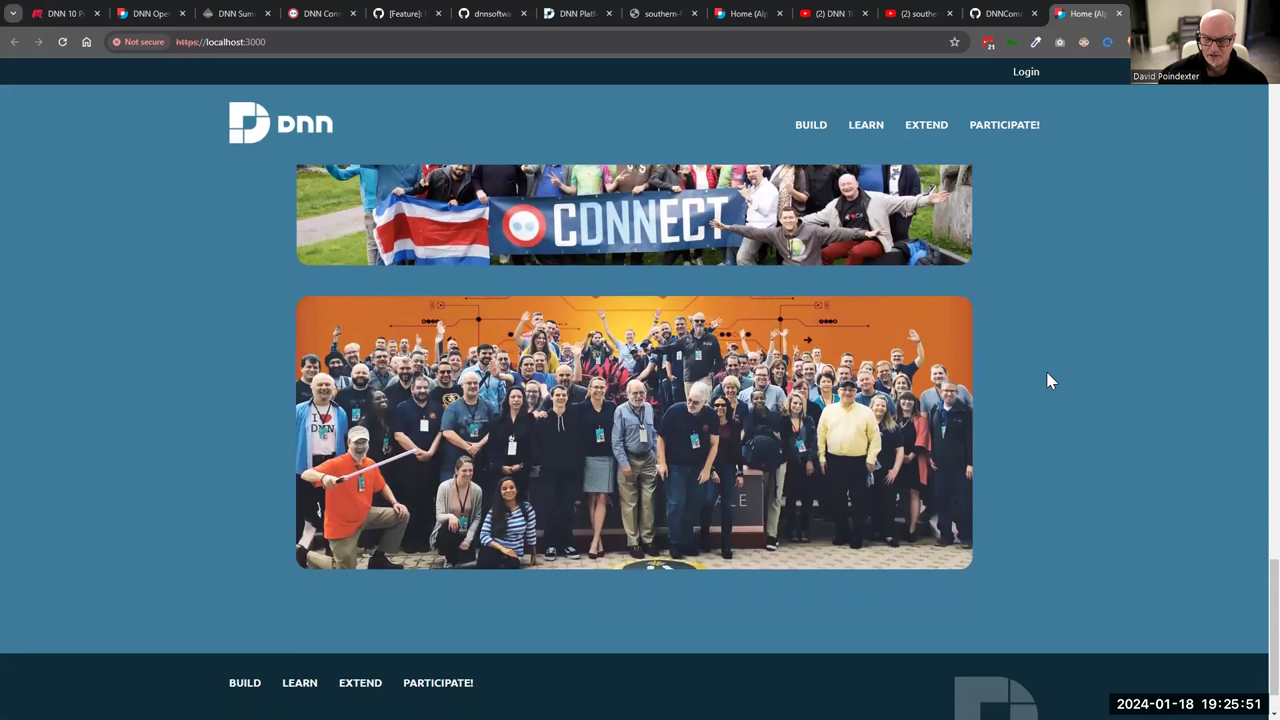 DNN 10 P
DNN Ope
DNN Sum
DNN Con
[Feature]:
dnnsoftwa
DNN Platf
southern-
Home (Al
(2) DNN 1
(2) southe
DNNCom
Home (Al
Not secure
https://localhost:3000
21
David Poindexter
Login
DNN
BUILD
LEARN
EXTEND
PARTICIPATE!
CDNNECT
I
DNN
BUILD
LEARN
EXTEND
PARTICIPATE!
2024-01-18 19:25:51